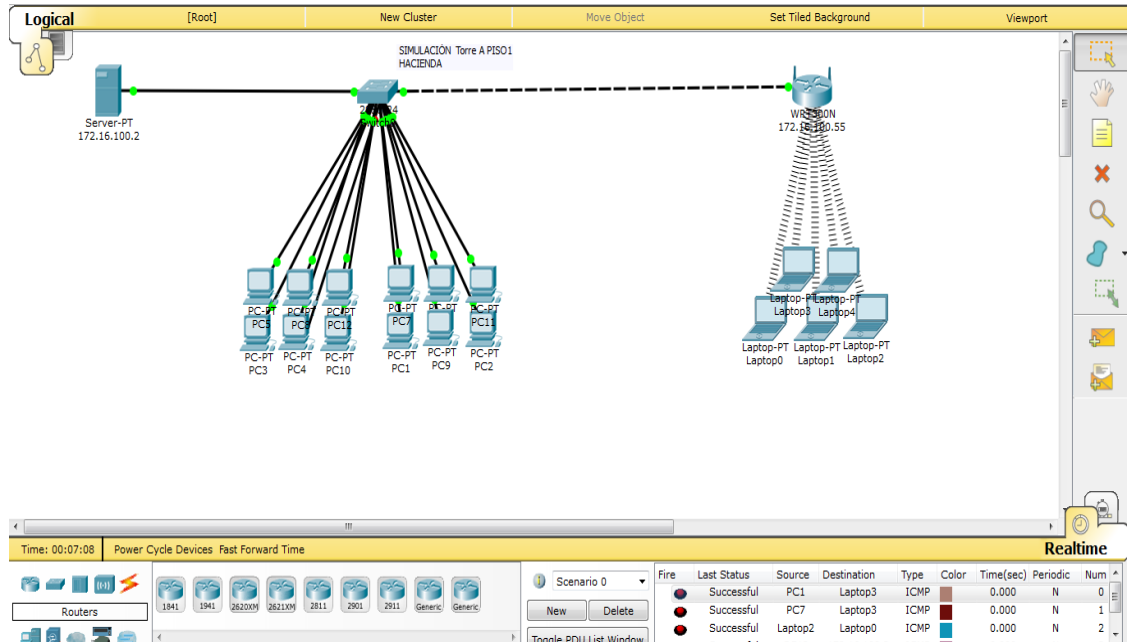 Logical [Root] New Cluster Move Object Set Tiled Background Viewport
SIMULACIÓN Torre A PISO1
HACIENDA
Server-PT
172.16.100.2
WRT300N
172.16.100.55
PC-PT PC-PT PC-PT PC-PT PC-PT PC-PT
PC5 PC8 PC12 PC7 PC11
PC-PT PC-PT PC-PT PC-PT PC-PT PC-PT
PC3 PC4 PC10 PC1 PC9 PC2
Laptop-PT Laptop-PT
Laptop3 Laptop4
Laptop-PT Laptop-PT Laptop-PT
Laptop0 Laptop1 Laptop2
Time: 00:07:08 Power Cycle Devices Fast Forward Time Realtime
Routers
1841 1941 2620XM 2621XM 2811 2901 2911 Generic Generic
Scenario 0
New Delete
Toggle PDU List Window
Fire Last Status Source Destination Type Color Time(sec) Periodic Num
Successful PC1 Laptop3 ICMP 0.000 N 0
Successful PC7 Laptop3 ICMP 0.000 N 1
Successful Laptop2 Laptop0 ICMP 0.000 N 2